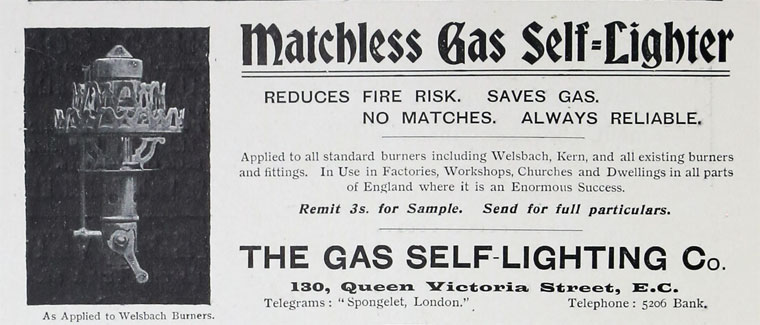 Matchless Gas Self-Lighter
REDUCES FIRE RISK. SAVES GAS.
NO MATCHES. ALWAYS RELIABLE.
Applied to all standard burners including Welsbach, Kern, and all existing burners
and fittings. In Use in Factories, Workshops, Churches and Dwellings in all parts
of England where it is an Enormous Success.
Remit 3s. for Sample. Send for full particulars.
THE GAS SELF-LIGHTING Co.
130, Queen Victoria Street, E.C.
Telegrams: "Spongelet, London." Telephone: 5206 Bank.
As Applied to Welsbach Burners.